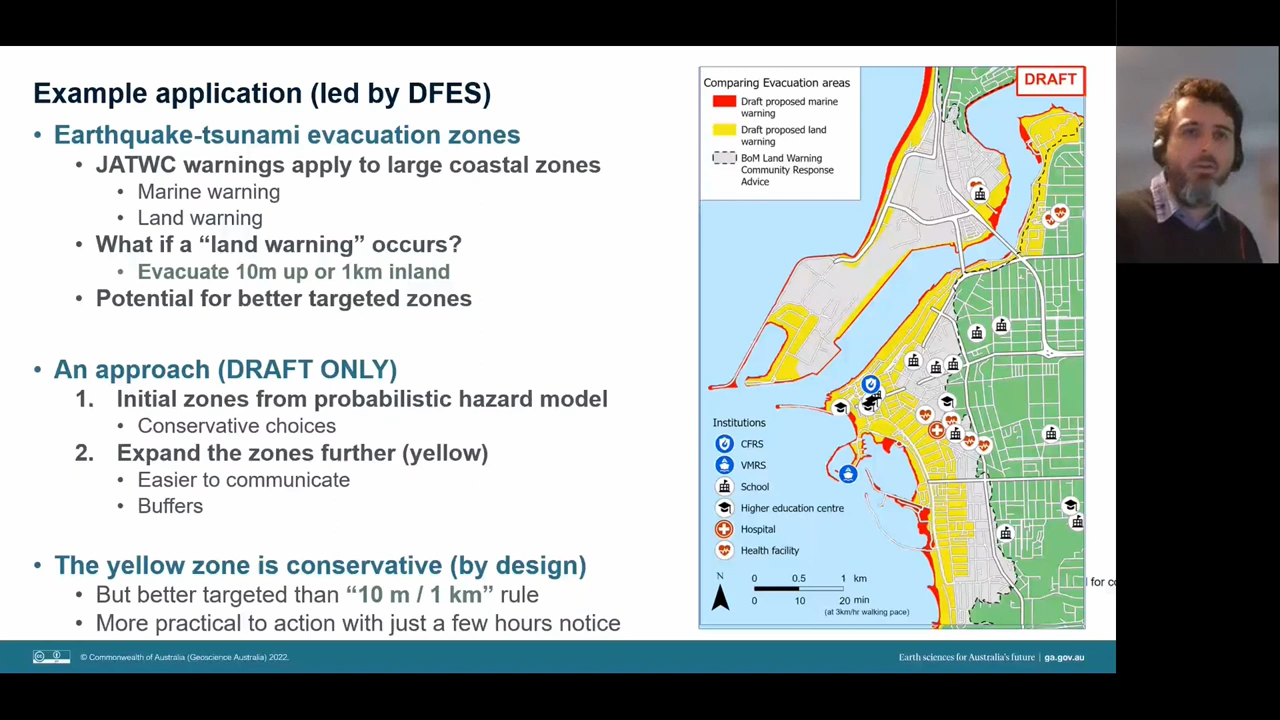 Example application (led by DFES)
• Earthquake-tsunami evacuation zones
• JATWC warnings apply to large coastal zones
• Marine warning
• Land warning
• What if a “land warning” occurs?
• Evacuate 10m up or 1km inland
• Potential for better targeted zones
• An approach (DRAFT ONLY)
1. Initial zones from probabilistic hazard model
• Conservative choices
2. Expand the zones further (yellow)
• Easier to communicate
• Buffers
• The yellow zone is conservative (by design)
• But better targeted than “10 m / 1 km” rule
• More practical to action with just a few hours notice
DRAFT
Comparing Evacuation areas
Draft proposed marine
warning
Draft proposed land
warning
BoM Land Warning
Community Response
Advice
Institutions
CFRS
VMRS
School
Higher education centre
Hospital
Health facility
N
0 0.5 1 km
0 10 20 min
(at 3km/hr walking pace)
for
© Commonwealth of Australia (Geoscience Australia) 2022.
Earth sciences for Australia's future | ga.gov.au